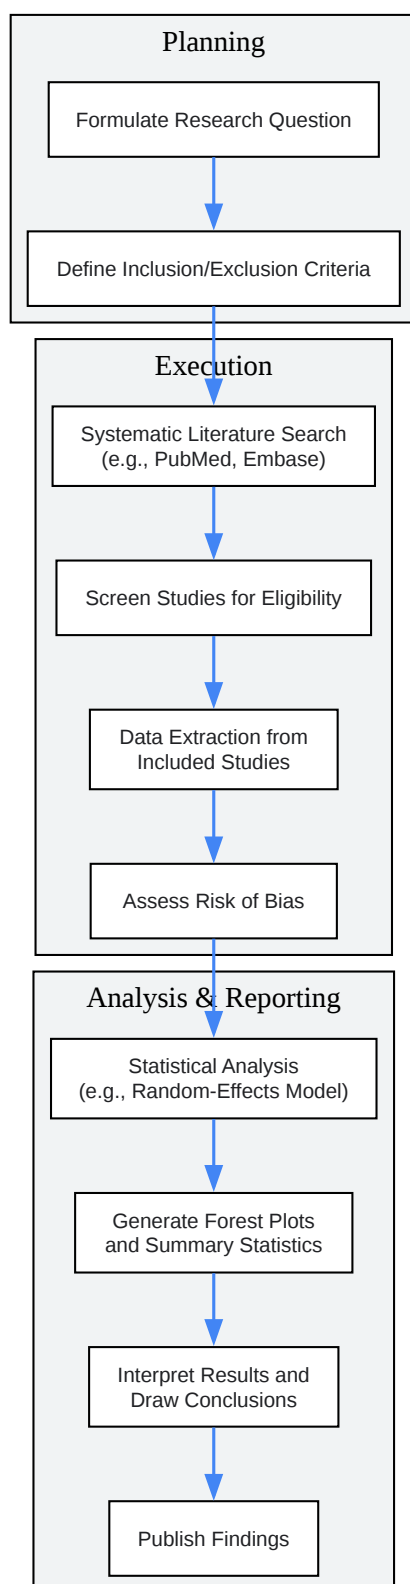 Planning
Formulate Research Question
Define Inclusion/Exclusion Criteria
Execution
Systematic Literature Search
(e.g., PubMed, Embase)
Screen Studies for Eligibility
Data Extraction from
Included Studies
Assess Risk of Bias
Analysis & Reporting
Statistical Analysis
(e.g., Random-Effects Model)
Generate Forest Plots
and Summary Statistics
Interpret Results and
Draw Conclusions
Publish Findings